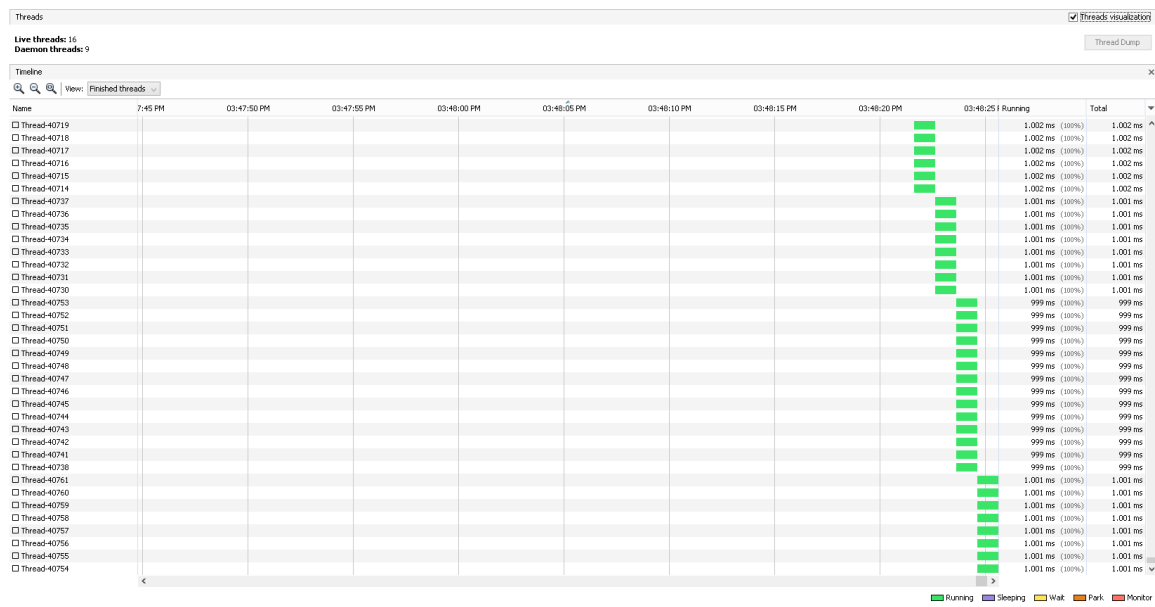 Threads
Threads visualization
Live threads: 16
Daemon threads: 9
Thread Dump
Timeline
View: Finished threads
Name 7:45 PM 03:47:50 PM 03:47:55 PM 03:48:00 PM 03:48:05 PM 03:48:10 PM 03:48:15 PM 03:48:20 PM 03:48:25 Running Total
Thread-40719 1.002 ms (100%) 1.002 ms
Thread-40718 1.002 ms (100%) 1.002 ms
Thread-40717 1.002 ms (100%) 1.002 ms
Thread-40716 1.002 ms (100%) 1.002 ms
Thread-40715 1.002 ms (100%) 1.002 ms
Thread-40714 1.002 ms (100%) 1.002 ms
Thread-40737 1.001 ms (100%) 1.001 ms
Thread-40736 1.001 ms (100%) 1.001 ms
Thread-40735 1.001 ms (100%) 1.001 ms
Thread-40734 1.001 ms (100%) 1.001 ms
Thread-40733 1.001 ms (100%) 1.001 ms
Thread-40732 1.001 ms (100%) 1.001 ms
Thread-40731 1.001 ms (100%) 1.001 ms
Thread-40730 1.001 ms (100%) 1.001 ms
Thread-40753 999 ms (100%) 999 ms
Thread-40752 999 ms (100%) 999 ms
Thread-40751 999 ms (100%) 999 ms
Thread-40750 999 ms (100%) 999 ms
Thread-40749 999 ms (100%) 999 ms
Thread-40748 999 ms (100%) 999 ms
Thread-40747 999 ms (100%) 999 ms
Thread-40746 999 ms (100%) 999 ms
Thread-40745 999 ms (100%) 999 ms
Thread-40744 999 ms (100%) 999 ms
Thread-40743 999 ms (100%) 999 ms
Thread-40742 999 ms (100%) 999 ms
Thread-40741 999 ms (100%) 999 ms
Thread-40738 999 ms (100%) 999 ms
Thread-40761 1.001 ms (100%) 1.001 ms
Thread-40760 1.001 ms (100%) 1.001 ms
Thread-40759 1.001 ms (100%) 1.001 ms
Thread-40758 1.001 ms (100%) 1.001 ms
Thread-40757 1.001 ms (100%) 1.001 ms
Thread-40756 1.001 ms (100%) 1.001 ms
Thread-40755 1.001 ms (100%) 1.001 ms
Thread-40754 1.001 ms (100%) 1.001 ms
Running Sleeping Wait Park Monitor